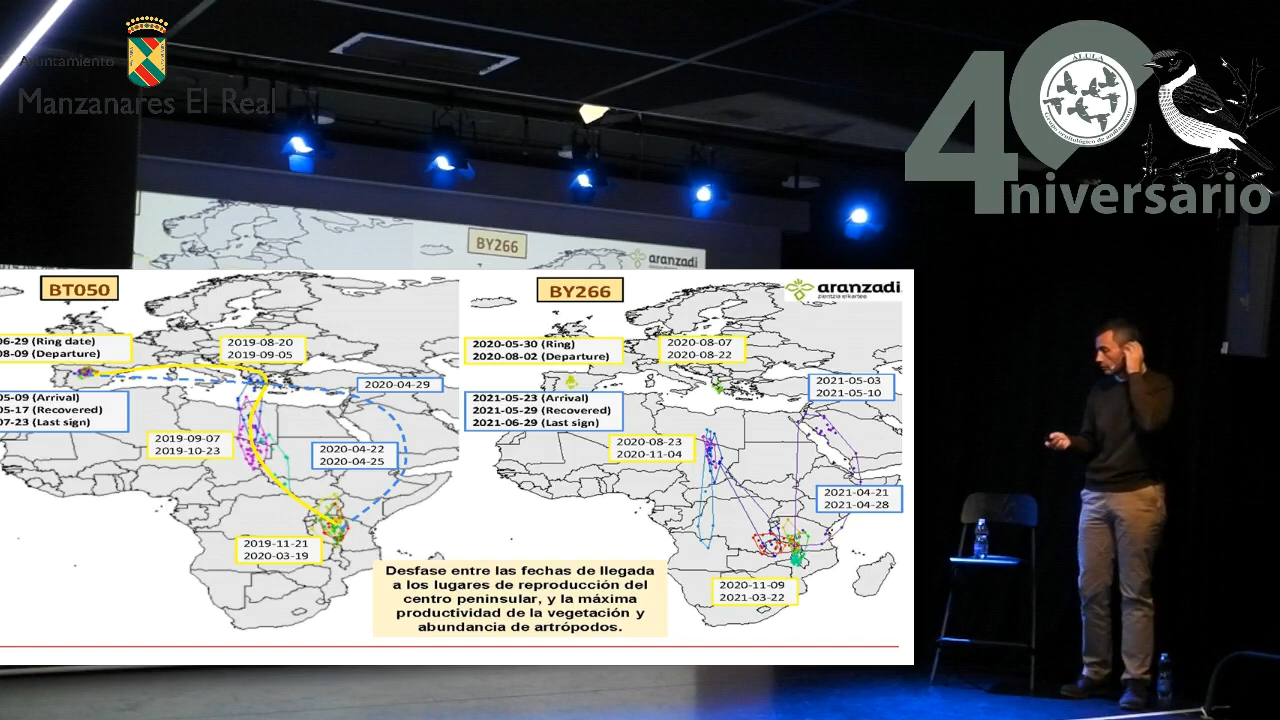 Ayuntamiento
Manzanares El Real
ALULA
40
niversario
BY266
aranzadi
BT050
BY266
aranzadi
zientzia elkartea
06-29 (Ring date)
08-09 (Departure)
2019-08-20
2019-09-05
2020-04-29
05-09 (Arrival)
05-17 (Recovered)
07-23 (Last sign)
2019-09-07
2019-10-23
2020-04-22
2020-04-25
2019-11-21
2020-03-19
2020-05-30 (Ring)
2020-08-02 (Departure)
2020-08-07
2020-08-22
2021-05-03
2021-05-10
2021-05-23 (Arrival)
2021-05-29 (Recovered)
2021-06-29 (Last sign)
2020-08-23
2020-11-04
2021-04-21
2021-04-28
2020-11-09
2021-03-22
Desfase entre las fechas de llegada
a los lugares de reproducción del
centro peninsular, y la máxima
productividad de la vegetación y
abundancia de artrópodos.